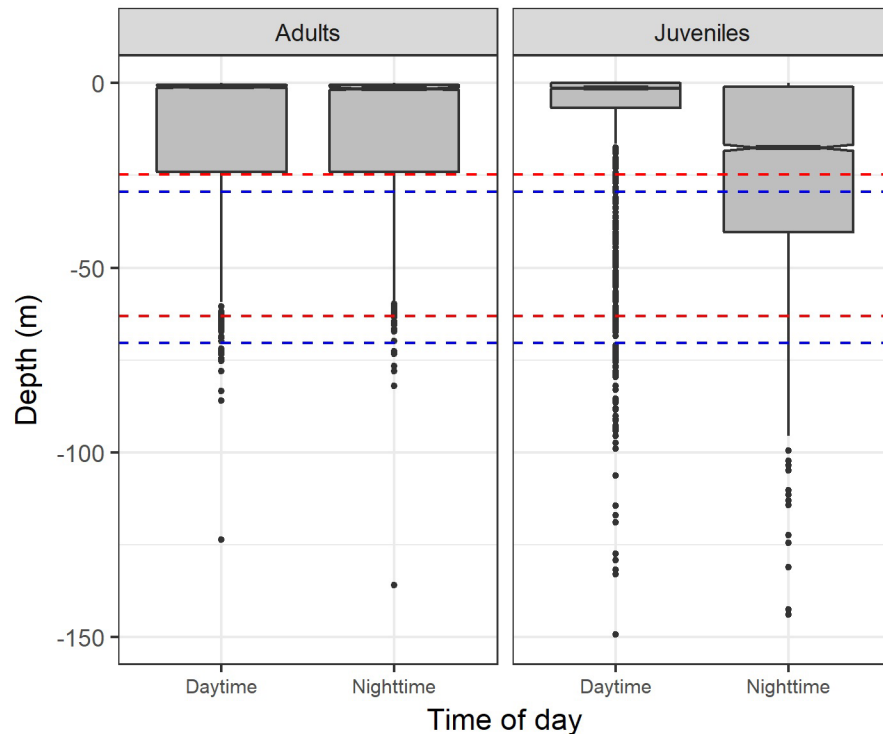 Adults Juveniles
0
-50
-100
-150
Depth (m)
Daytime Nighttime Daytime Nighttime
Time of day